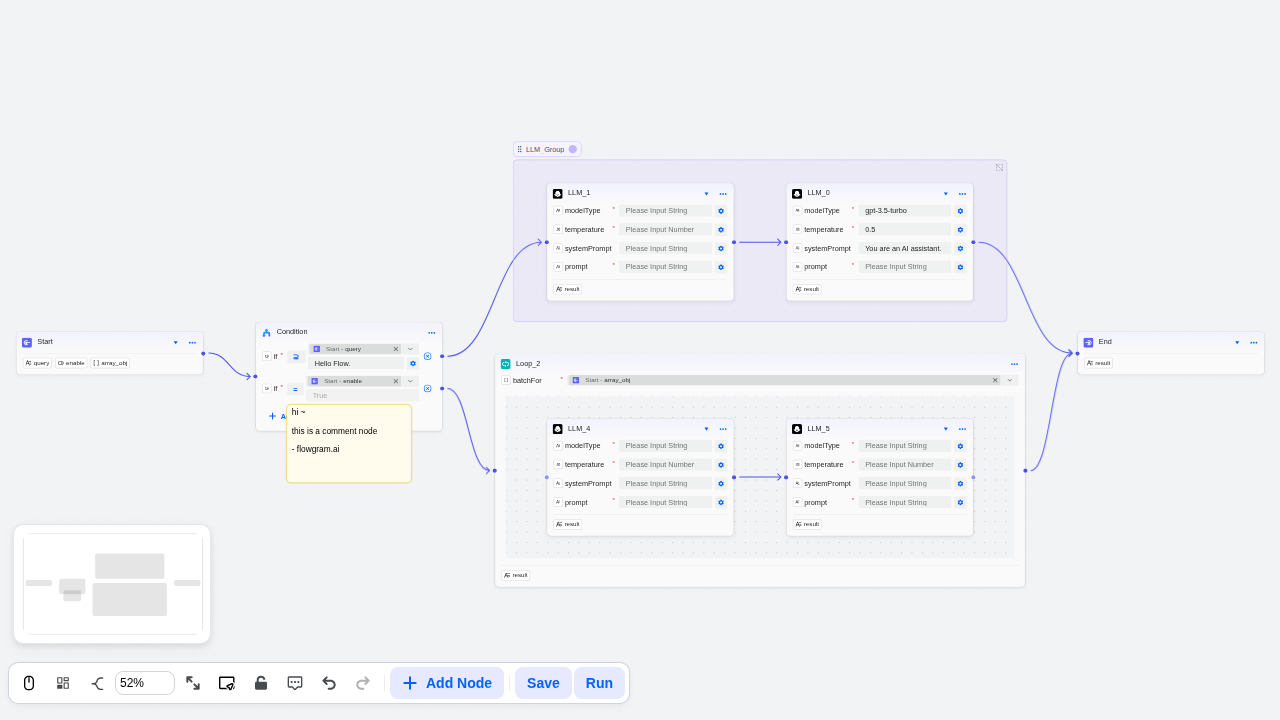 LLM_Group
LLM_1
modelType * Please Input String
temperature * Please Input Number
systemPrompt Please Input String
prompt * Please Input String
result
LLM_0
modelType * gpt-3.5-turbo
temperature * 0.5
systemPrompt You are an AI assistant.
prompt * Please Input String
result
Start
query enable array_obj
Condition
If * Start - query
Hello Flow.
If * Start - enable
True
hi ~
this is a comment node
- flowgram.ai
Loop_2
batchFor * Start - array_obj
LLM_4
modelType * Please Input String
temperature * Please Input Number
systemPrompt Please Input String
prompt * Please Input String
result
LLM_5
modelType * Please Input String
temperature * Please Input Number
systemPrompt Please Input String
prompt * Please Input String
result
result
End
result
52%
Add Node
Save
Run